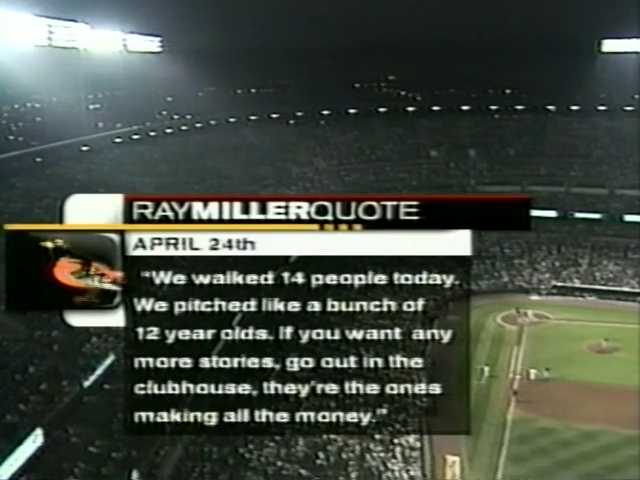 RAYMILLERQUOTE
APRIL 24th
"We walked 14 people today.
We pitched like a bunch of
12 year olds. If you want any
more stories, go out in the
clubhouse, they're the ones
making all the money."